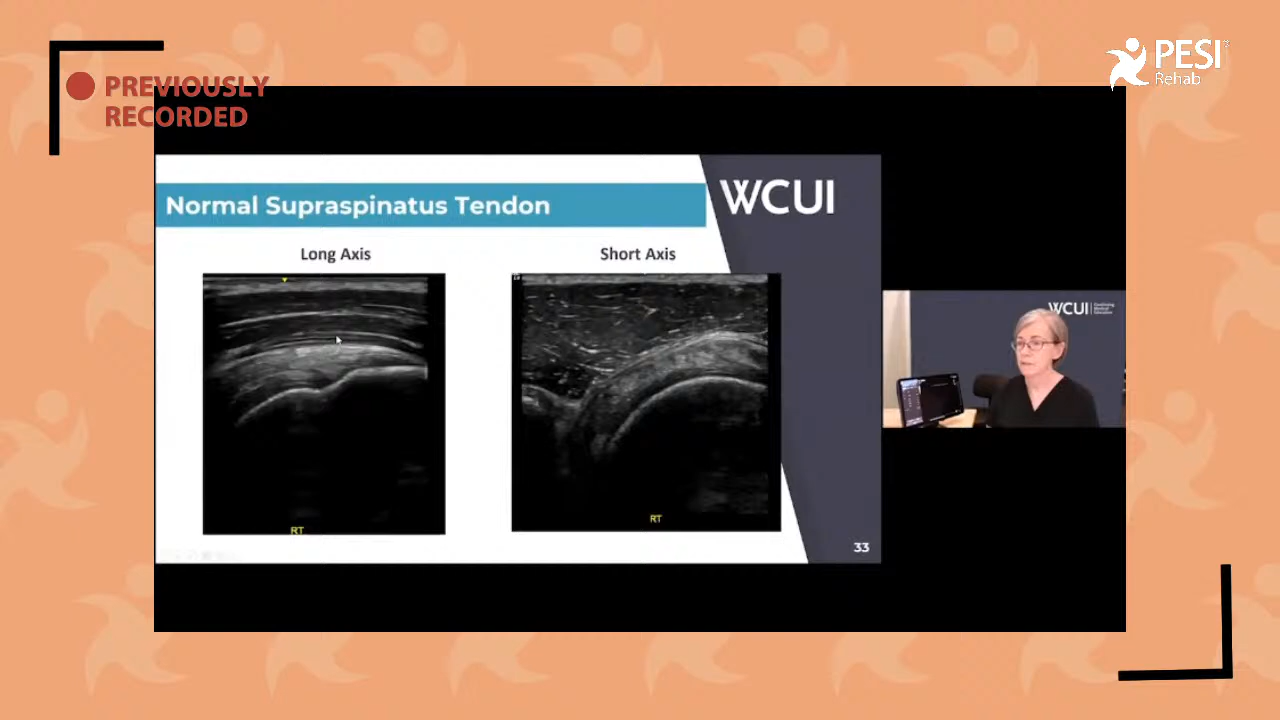 PREVIOUSLY
RECORDED
PESI
Rehab
Normal Supraspinatus Tendon
WCUI
Long Axis
Short Axis
RT
RT
33
WCUI